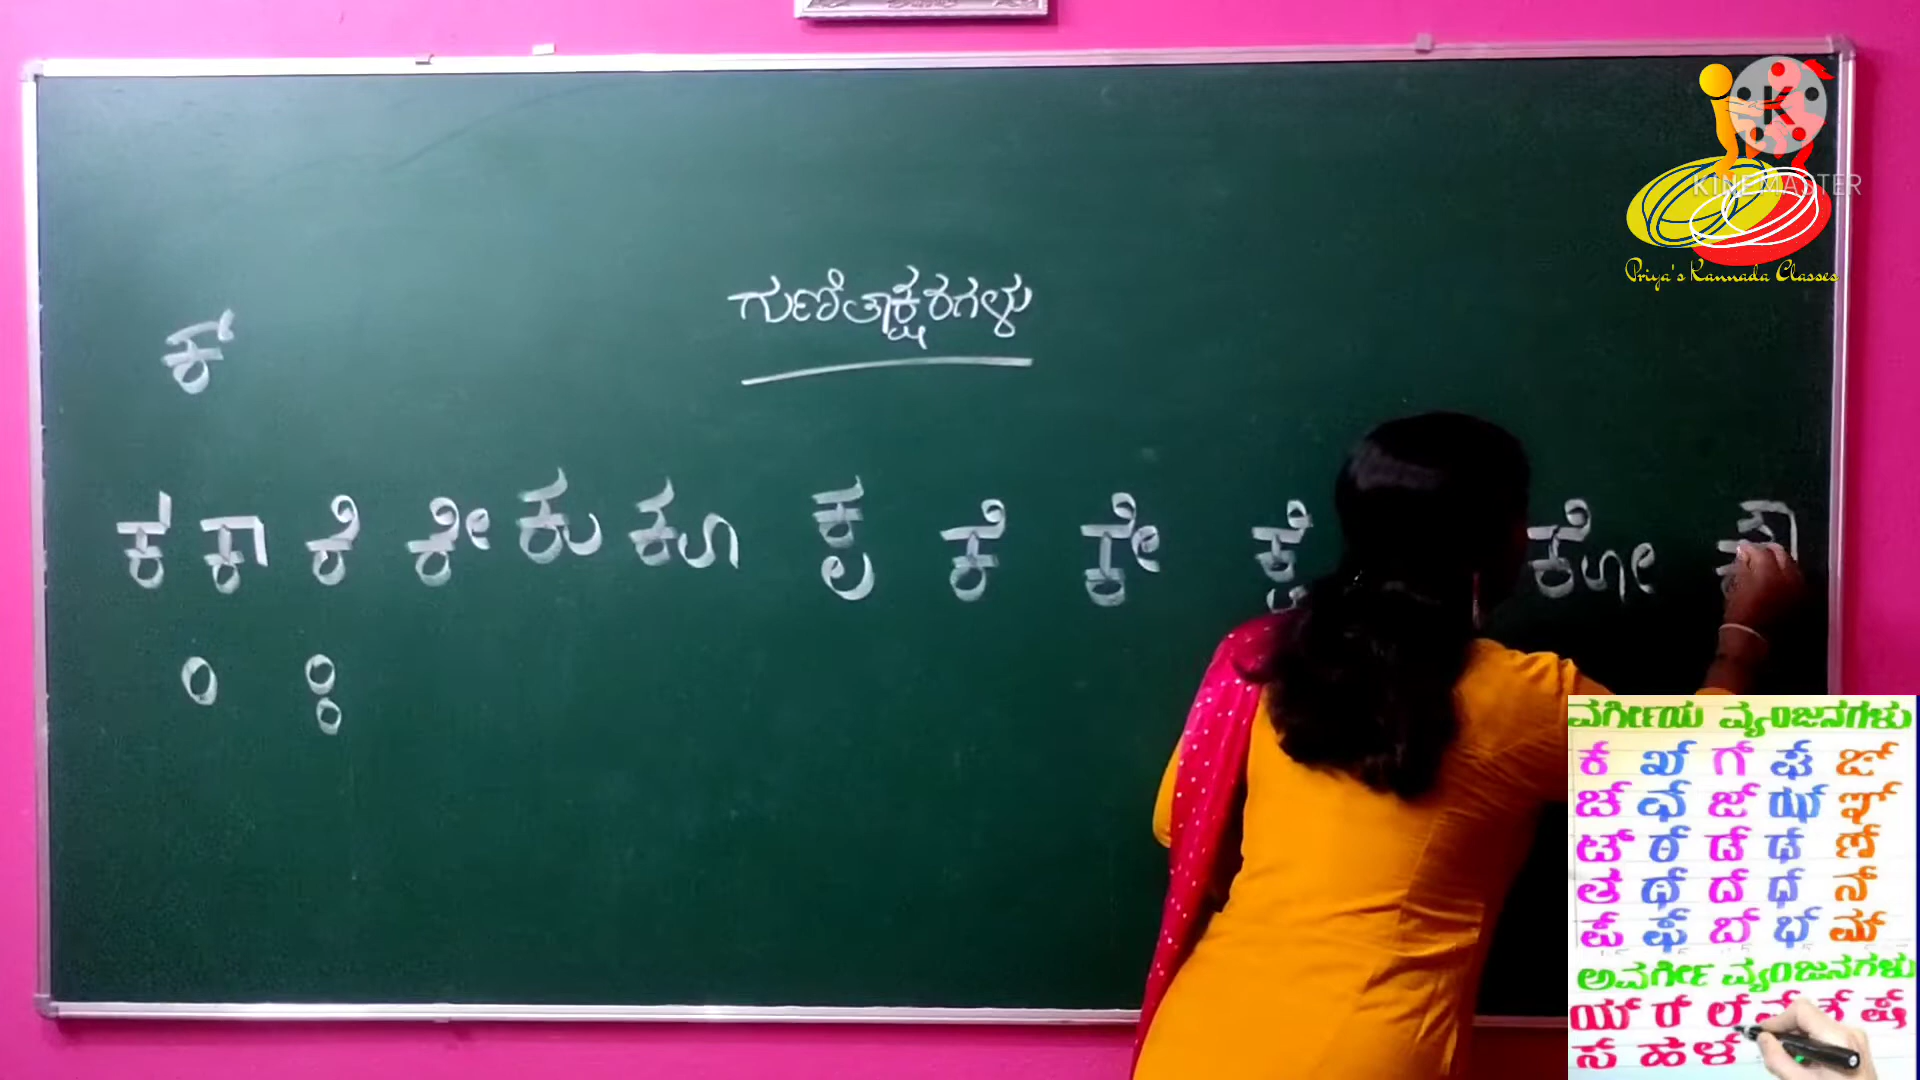 ಗುಣಿತಾಕ್ಷರಗಳು
ಕ್
ಕ ಕಾ ಕಿ ಕೀ ಕು ಕೂ ಕೃ ಕೆ ಕೇ ಕೈ ಕೋ
ಂ ಃ
KINEMASTER
Priya's Kannada Classes
ವರ್ಗೀಯ ವ್ಯಂಜನಗಳು
ಕ್ ಖ್ ಗ್ ಘ್ ಙ್
ಚ್ ಛ್ ಜ್ ಝ್ ಞ್
ಟ್ ಠ್ ಡ್ ಢ್ ಣ್
ತ್ ಥ್ ದ್ ಧ್ ನ್
ಪ್ ಫ್ ಬ್ ಭ್ ಮ್
ಅವರ್ಗೀ ವ್ಯಂಜನಗಳು
ಯ್ ರ್ ಲ್ ವ್ ಶ್ ಷ್
ಸ್ ಹ್ ಳ್